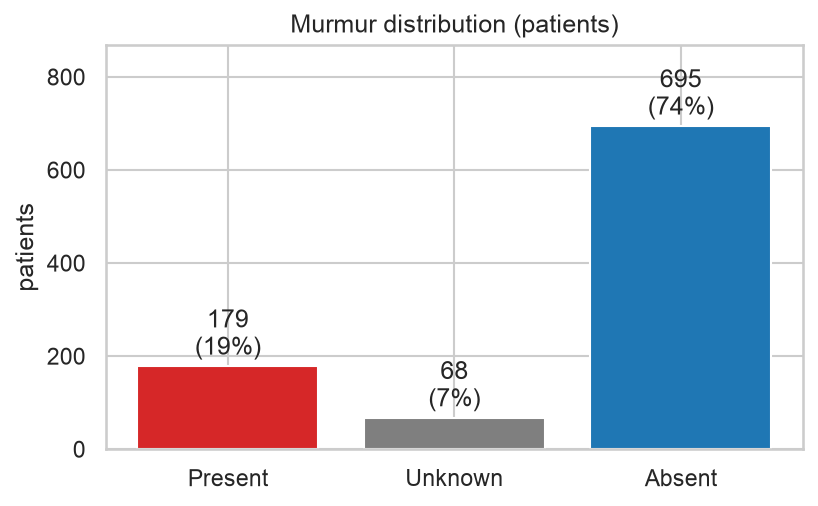 Murmur distribution (patients)
patients
800
600
400
200
0
695
(74%)
179
(19%)
68
(7%)
Present
Unknown
Absent